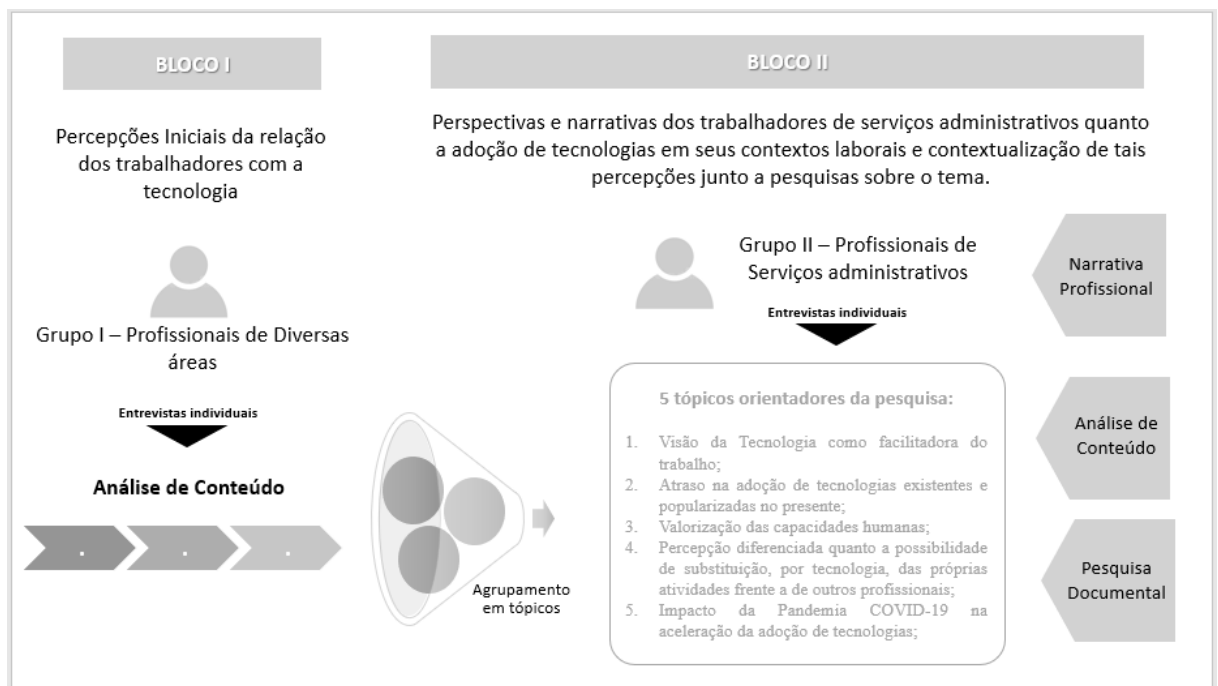 BLOCO I
Percepções Iniciais da relação
dos trabalhadores com a
tecnologia
Grupo I – Profissionais de Diversas
áreas
Entrevistas individuais
Análise de Conteúdo
.
.
.
Agrupamento
em tópicos
BLOCO II
Perspectivas e narrativas dos trabalhadores de serviços administrativos quanto
a adoção de tecnologias em seus contextos laborais e contextualização de tais
percepções junto a pesquisas sobre o tema.
Grupo II – Profissionais de
Serviços administrativos
Entrevistas individuais
5 tópicos orientadores da pesquisa:
1. Visão da Tecnologia como facilitadora do
trabalho;
2. Atraso na adoção de tecnologias existentes e
popularizadas no presente;
3. Valorização das capacidades humanas;
4. Percepção diferenciada quanto a possibilidade
de substituição, por tecnologia, das próprias
atividades frente a de outros profissionais;
5. Impacto da Pandemia COVID-19 na
aceleração da adoção de tecnologias;
Narrativa
Profissional
Análise de
Conteúdo
Pesquisa
Documental